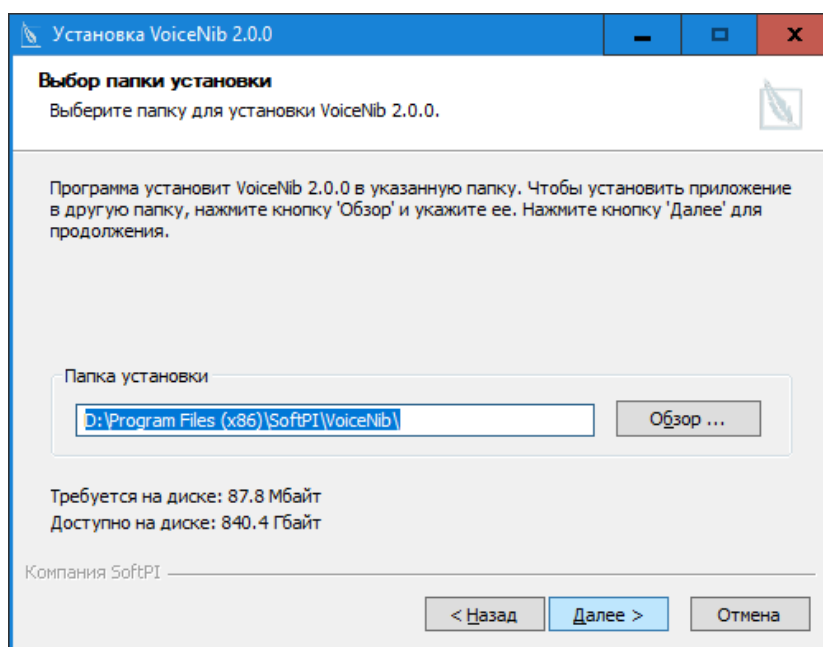 Установка VoiceNib 2.0.0
Выбор папки установки
Выберите папку для установки VoiceNib 2.0.0.
Программа установит VoiceNib 2.0.0 в указанную папку. Чтобы установить приложение
в другую папку, нажмите кнопку 'Обзор' и укажите ее. Нажмите кнопку 'Далее' для
продолжения.
Папка установки
D:\Program Files (x86)\SoftPI\VoiceNib\
Обзор ...
Требуется на диске: 87.8 Мбайт
Доступно на диске: 840.4 Гбайт
Компания SoftPI
< Назад
Далее >
Отмена